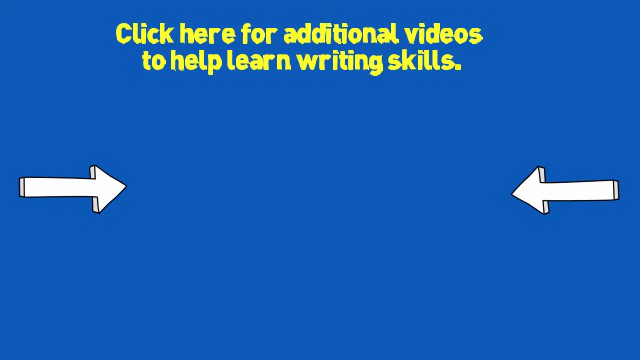 Click here for additional videos
to help learn writing skills.